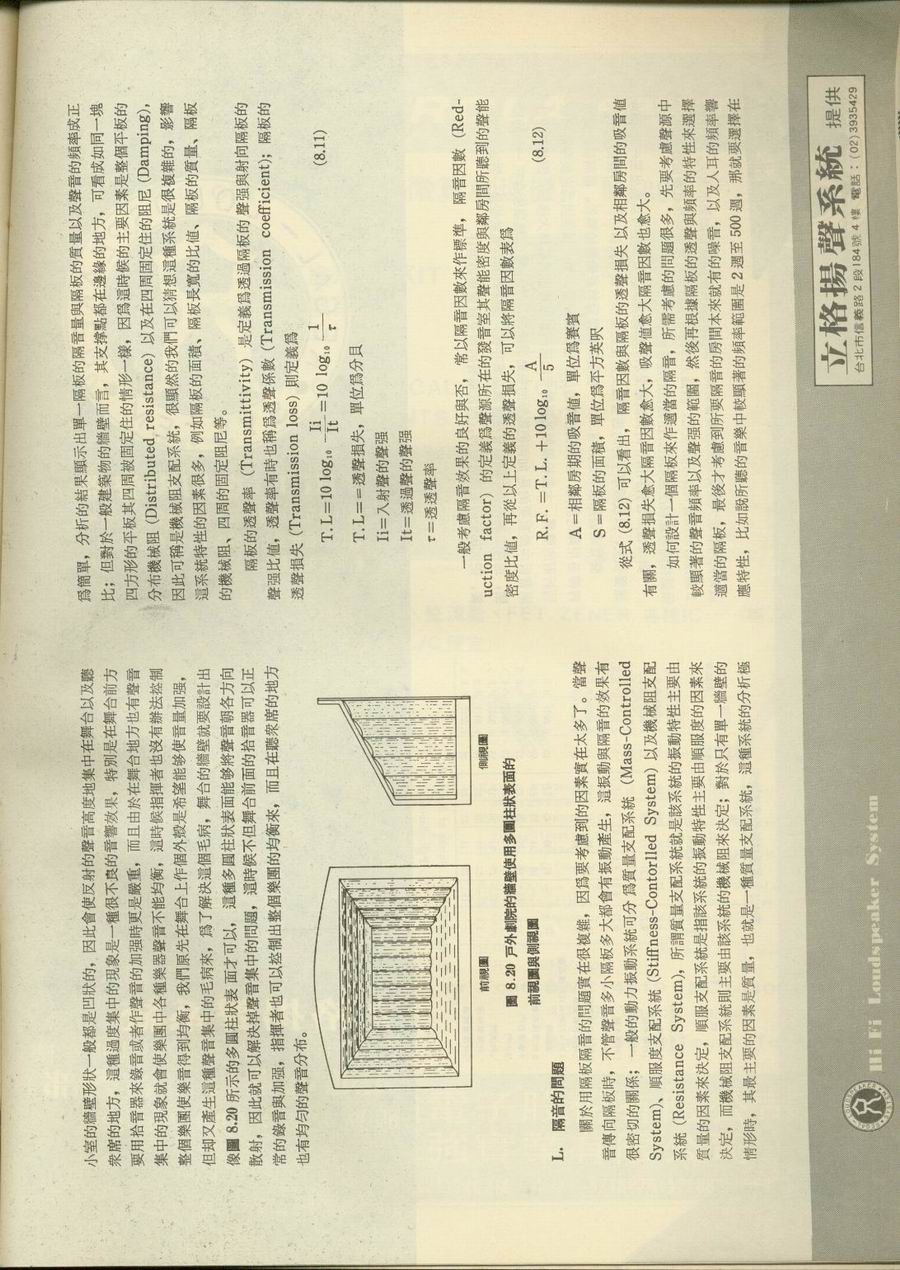 小室的牆壁形狀一般都是凹狀的，因此會使反射的聲音高度地集中在舞台以及聽
衆席的地方，這種過度集中的現象是一種很不良的音響效果，特別是在舞台前方
要用拾音器來錄音或者作聲音的加强時更是嚴重，而且由於在舞台地方也有聲音
集中的現象就會使樂團中各種樂器聲音不能均衡，這時候指揮者也沒有辦法控制
整個樂團使樂音得到均衡，我們原先在舞台上作個外殼是希望能够使音量加强，
但却又產生這種聲音集中的毛病來，爲了解決這個毛病，舞台的牆壁就要設計出
像圖 8.20 所示的多圓柱狀表面才可以，這種多圓柱狀表面能够將聲音朝各方向
散射，因此就可以解決掉聲音集中的問題，這時候不但舞台前面的拾音器可以正
常的錄音與加强，指揮者也可以控制出整個樂團的均衡來，而且在聽衆席的地方
也有均勻的聲音分布。
前視圖
側視圖
圖 8.20 戶外劇院的牆壁使用多圓柱狀表面的
前視圖與側視圖
L. 隔音的問題
關於用隔板隔音的問題實在很複雜，因爲要考慮到的因素實在太多了。當聲
音傳向隔板時，不管聲音多小隔板多大都會有振動產生，這振動與隔音的效果有
很密切的關係；一般的動力振動系統可分爲質量支配系統 (Mass-Controlled
System)、順服度支配系統 (Stiffness-Contorlled System) 以及機械阻支配
系統 (Resistance System)，所謂質量支配系統就是該系統的振動特性主要由
質量的因素來決定，順服支配系統是指該系統的振動特性主要由順服度的因素來
決定，而機械阻支配系統則主要由該系統的機械阻來決定；對於只有單一牆壁的
情形時，其最主要的因素是質量，也就是一種質量支配系統，這種系統的分析極
爲簡單，分析的結果顯示出單一隔板的隔音量與隔板的質量以及聲音的頻率成正
比；但對於一般建築物的牆壁而言，其支撐點都在邊緣的地方，可看成如同一塊
四方形的平板其四周被固定住的情形一樣，因爲這時候的主要因素是整個平板的
分布機械阻 (Distributed resistance) 以及在四周固定住的阻尼 (Damping)，
因此可稱是機械阻支配系統，很顯然的我們可以猜想這種系統是很複雜的，影響
這系統特性的因素很多，例如隔板的面積、隔板長寬的比值、隔板的質量、隔板
的機械阻、四周的固定阻尼等。
隔板的透聲率 (Transmittivity) 是定義爲透過隔板的聲强與射向隔板的
聲强比值，透聲率有時也稱爲透聲係數 (Transmission coefficient)；隔板的
透聲損失 (Transmission loss) 則定義爲
T.L=10 log₁₀ Ii/It =10 log₁₀ 1/τ (8.11)
T.L==透聲損失，單位爲分貝
Ii=入射聲的聲强
It=透過聲的聲强
τ=透透聲率
一般考慮隔音效果的良好與否，常以隔音因數來作標準，隔音因數 (Red-
uction factor) 的定義爲聲源所在的發音室其聲能密度與鄰房間所聽到的聲能
密度比值，再從以上定義的透聲損失，可以將隔音因數表爲
R.F.=T.L.+10 log₁₀ A/5 (8.12)
A=相鄰房期的吸音值，單位爲賽賓
S=隔板的面積，單位爲平方英呎
從式 (8.12) 可以看出，隔音因數與隔板的透聲損失以及相鄰房間的吸音值
有關，透聲損失愈大隔音因數愈大，吸聲值愈大隔音因數也愈大。
如何設計一個隔板來作適當的隔音，所需考慮的問題很多，先要考慮聲源中
較顯著的聲音頻率以及聲强的範圍，然後再根據隔板的透聲與頻率的特性來選擇
適當的隔板，最後才考慮到所要隔音的房間本來就有的噪音，以及人耳的頻率響
應特性，比如說所聽的音樂中較顯著的頻率範圍是 2 週至 500 週，那就要選擇在
Hi Fi Loudspeaker System
立格揚聲系統 提供
台北市信義路 2 段184號 4 樓 電話：(02)3935429